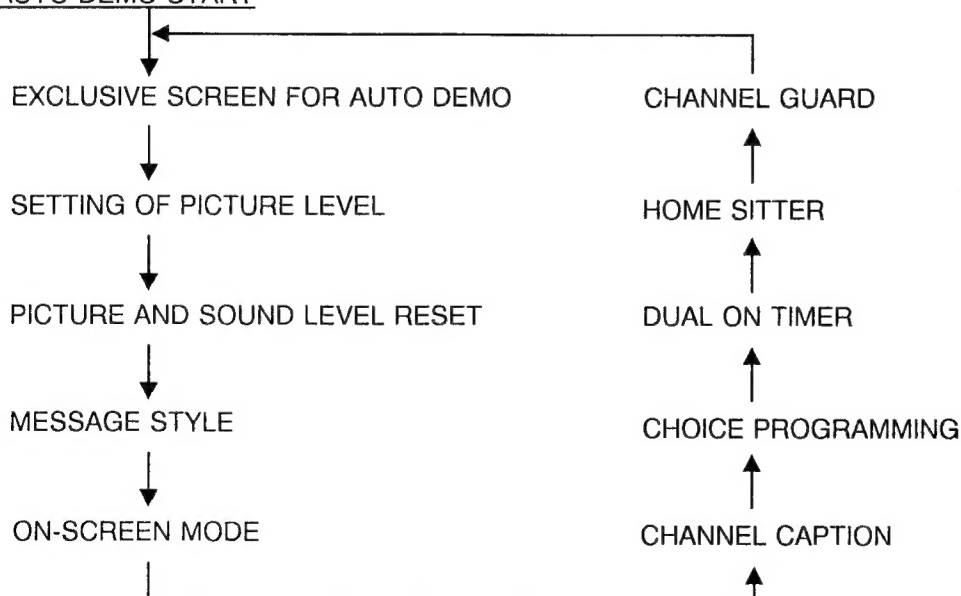 AUTO DEMO START
EXCLUSIVE SCREEN FOR AUTO DEMO
SETTING OF PICTURE LEVEL
PICTURE AND SOUND LEVEL RESET
MESSAGE STYLE
ON-SCREEN MODE
CHANNEL GUARD
HOME SITTER
DUAL ON TIMER
CHOICE PROGRAMMING
CHANNEL CAPTION